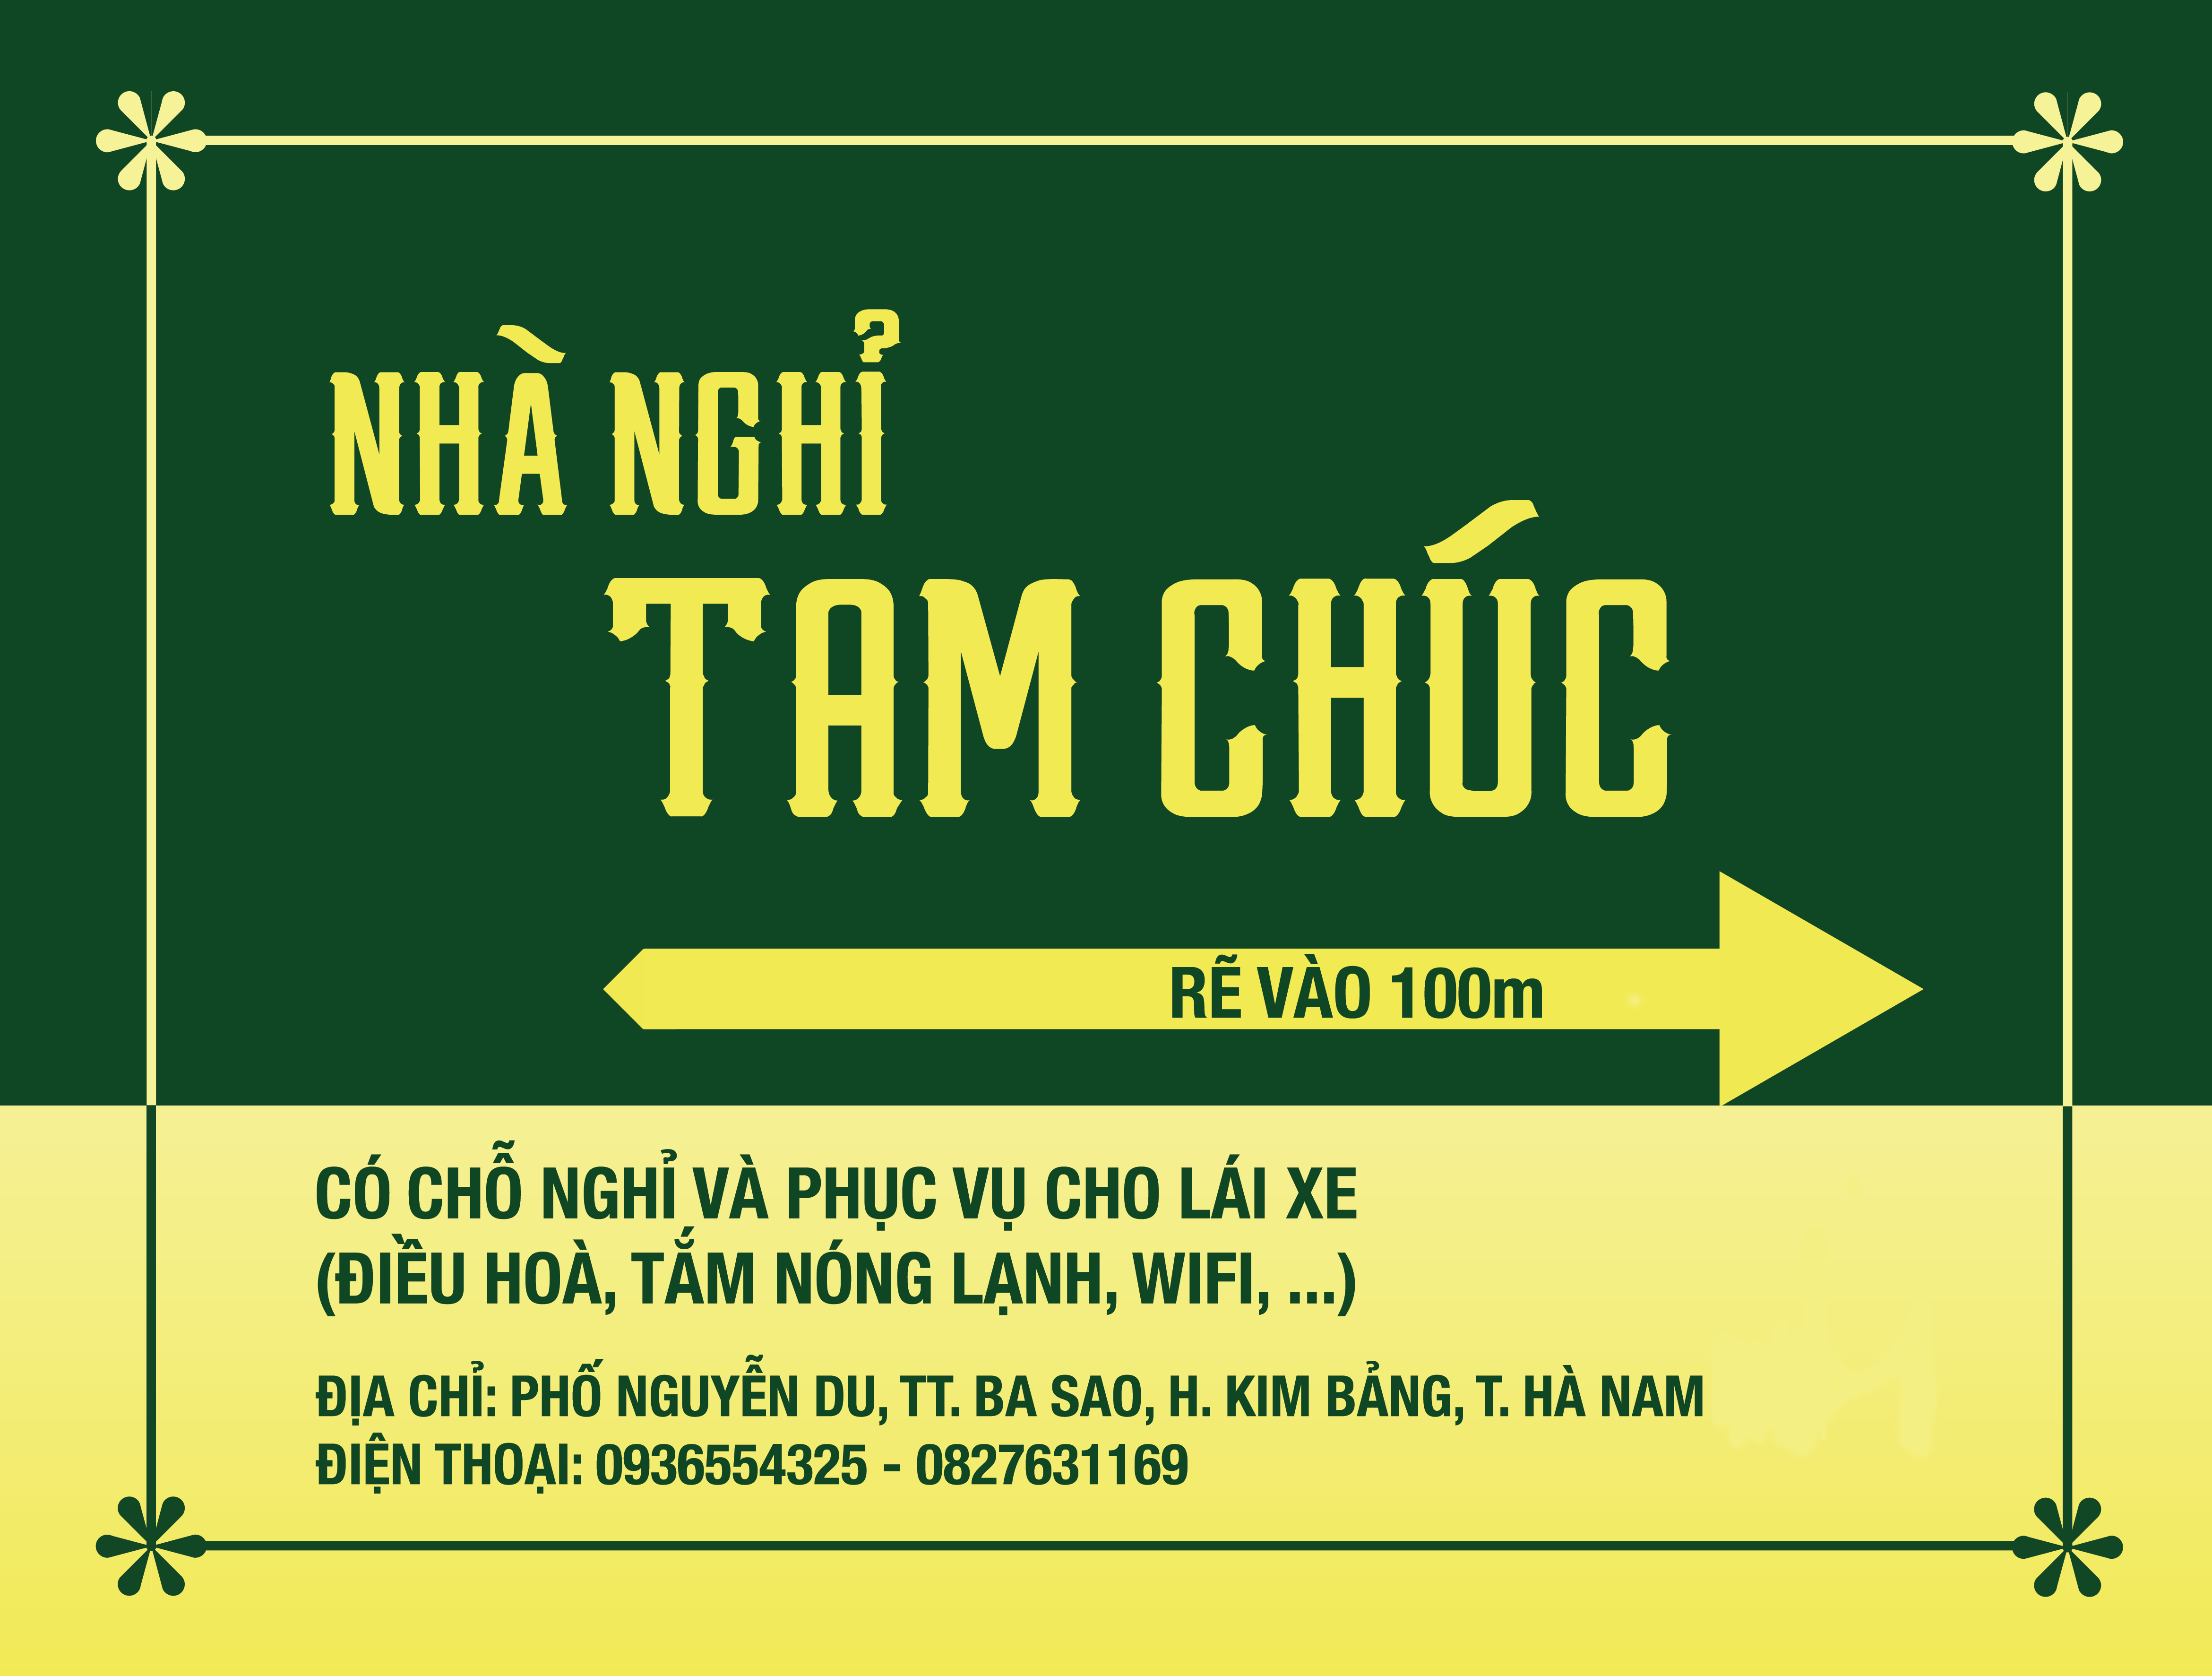 NHÀ NGHỈ
TAM CHÚC
RẼ VÀO 100m
CÓ CHỖ NGHỈ VÀ PHỤC VỤ CHO LÁI XE
(ĐIỀU HOÀ, TẮM NÓNG LẠNH, WIFI, ...)
ĐỊA CHỈ: PHỐ NGUYỄN DU, TT. BA SAO, H. KIM BẢNG, T. HÀ NAM
ĐIỆN THOẠI: 0936554325 - 0827631169